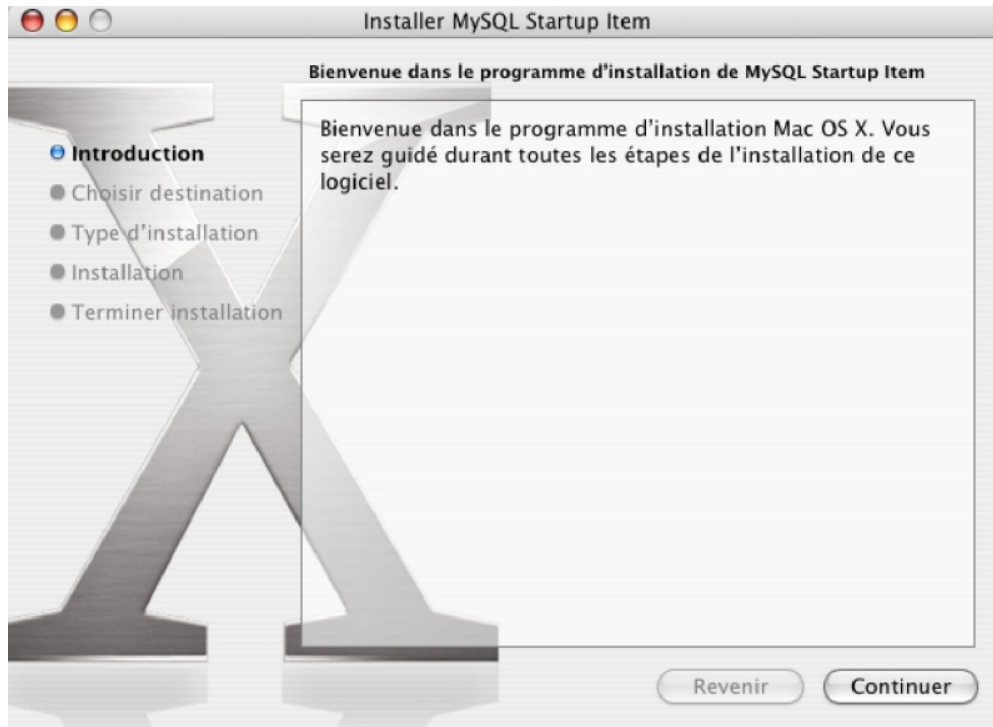 Installer MySQL Startup Item
Bienvenue dans le programme d'installation de MySQL Startup Item
Introduction
Choisir destination
Type d'installation
Installation
Terminer installation
Bienvenue dans le programme d'installation Mac OS X. Vous
serez guidé durant toutes les étapes de l'installation de ce
logiciel.
Revenir
Continuer